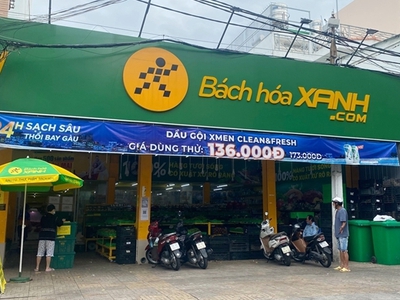 Bách hóa XANH
.COM
24H SẠCH SÂU
THỔI BAY GÀU
DẦU GỘI XMEN CLEAN&FRESH
GIÁ DÙNG THỬ: 136.000Đ 173.000Đ